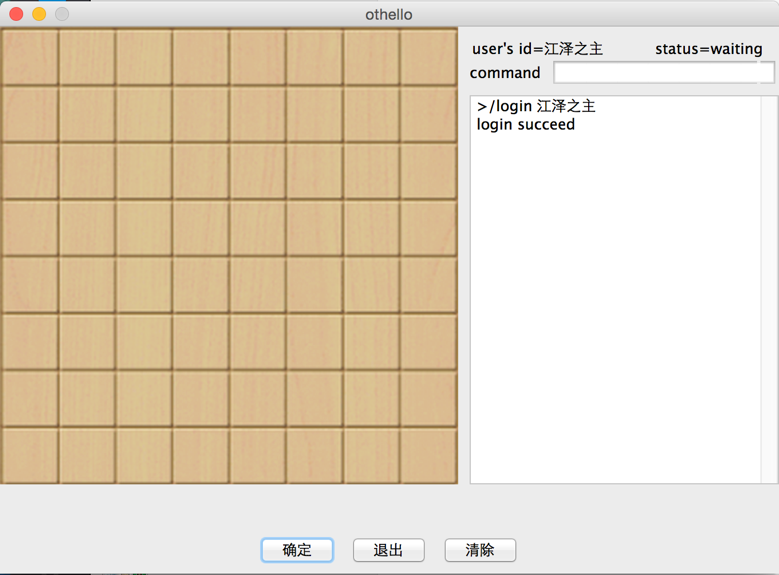 othello
user's id=江泽之主 status=waiting
command
>/login 江泽之主
login succeed
确定 退出 清除